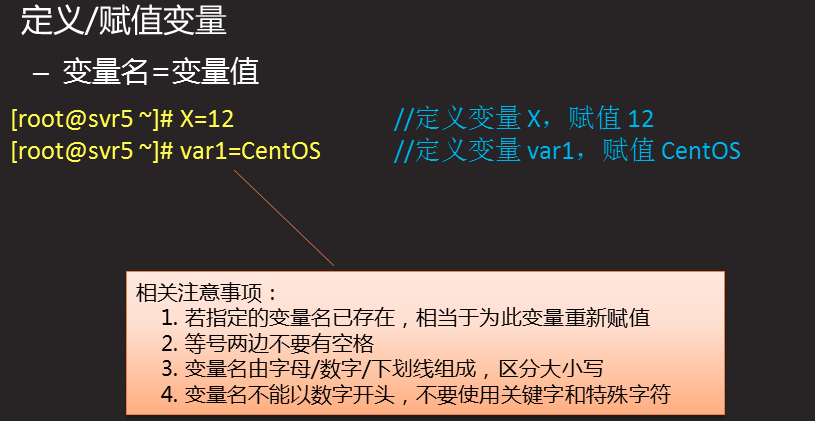 定义/赋值变量
– 变量名=变量值
[root@svr5 ~]# X=12 //定义变量 X，赋值 12
[root@svr5 ~]# var1=CentOS //定义变量 var1，赋值 CentOS
相关注意事项：
1. 若指定的变量名已存在，相当于为此变量重新赋值
2. 等号两边不要有空格
3. 变量名由字母/数字/下划线组成，区分大小写
4. 变量名不能以数字开头，不要使用关键字和特殊字符